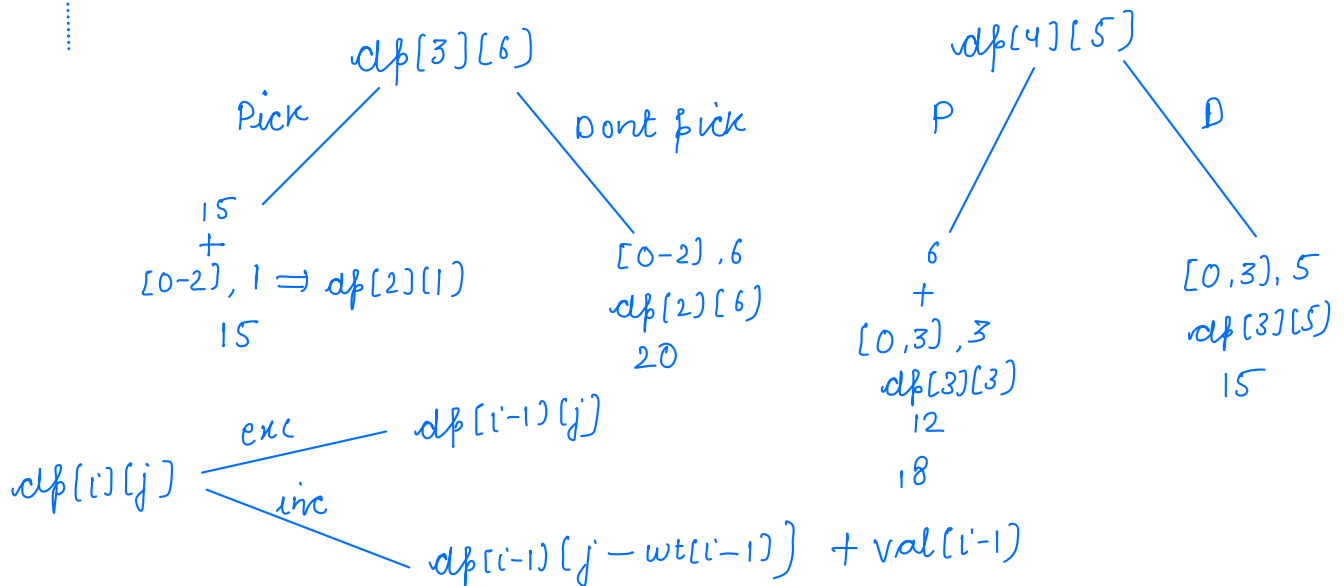 dp[3][6]
Pick
Dont pick
15
+
[0-2], 1 ⇒ dp[2][1]
15
[0-2], 6
dp[2][6]
20
dp[4][5]
P
D
6
+
[0,3], 3
dp[3][3]
12
18
[0,3], 5
dp[3][5]
15
dp[i][j]
exc
dp[i-1][j]
inc
dp[i-1][j-wt[i-1]] + val[i-1]